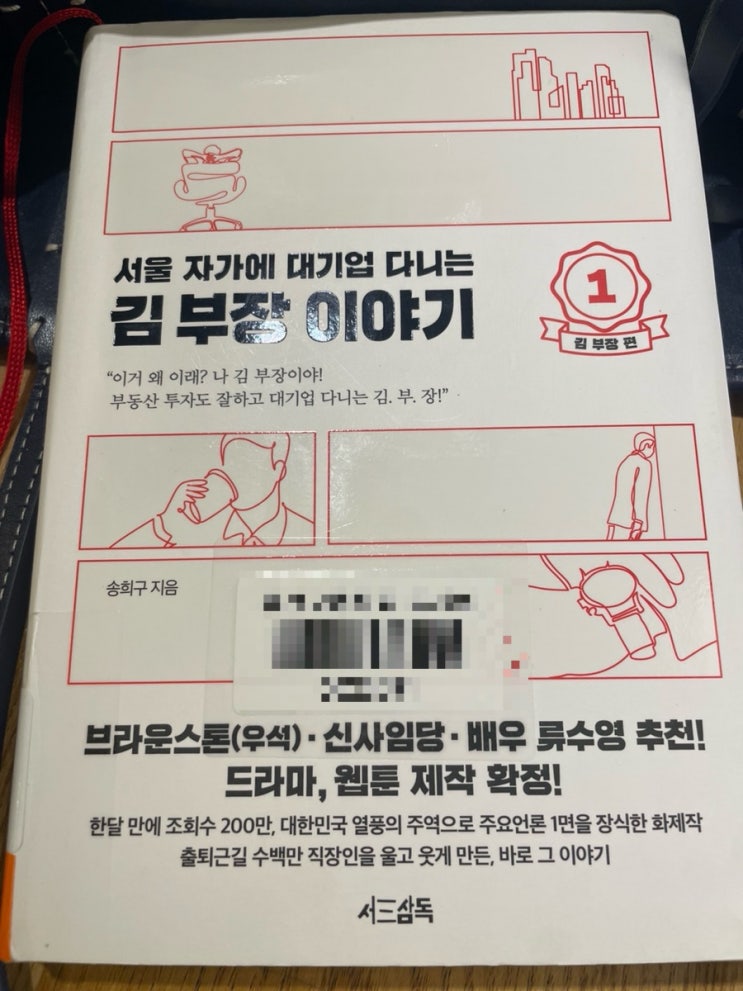 서울 자가에 대기업 다니는
김 부장 이야기
1
김 부장 편
“이거 왜 이래? 나 김 부장이야!
부동산 투자도 잘하고 대기업 다니는 김. 부. 장!”
송희구 지음
브라운스톤(우석) · 신사임당 · 배우 류수영 추천!
드라마, 웹툰 제작 확정!
한달 만에 조회수 200만, 대한민국 열풍의 주역으로 주요언론 1면을 장식한 화제작
출퇴근길 수백만 직장인을 울고 웃게 만든, 바로 그 이야기
서삼독